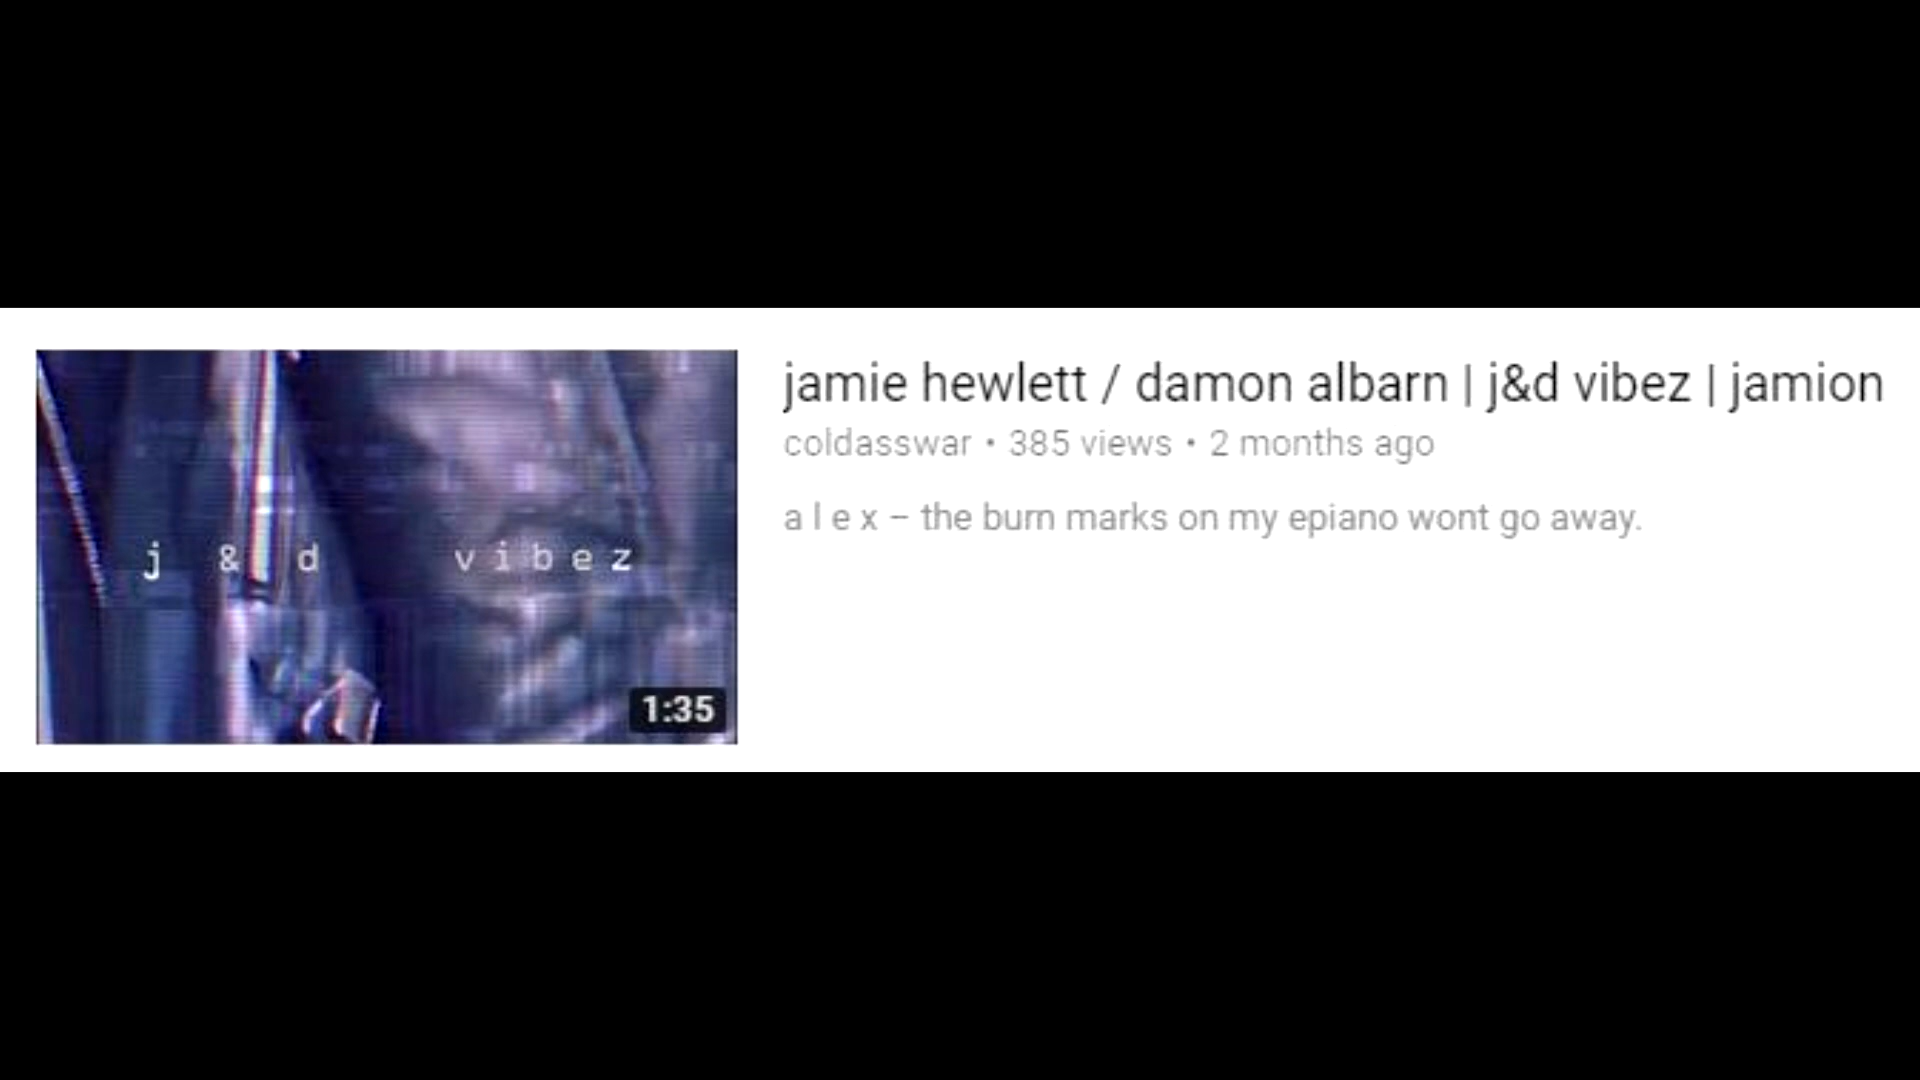 jamie hewlett / damon albarn | j&d vibez | jamion
coldasswar • 385 views • 2 months ago
a l e x – the burn marks on my epiano wont go away.
j & d vibez
1:35